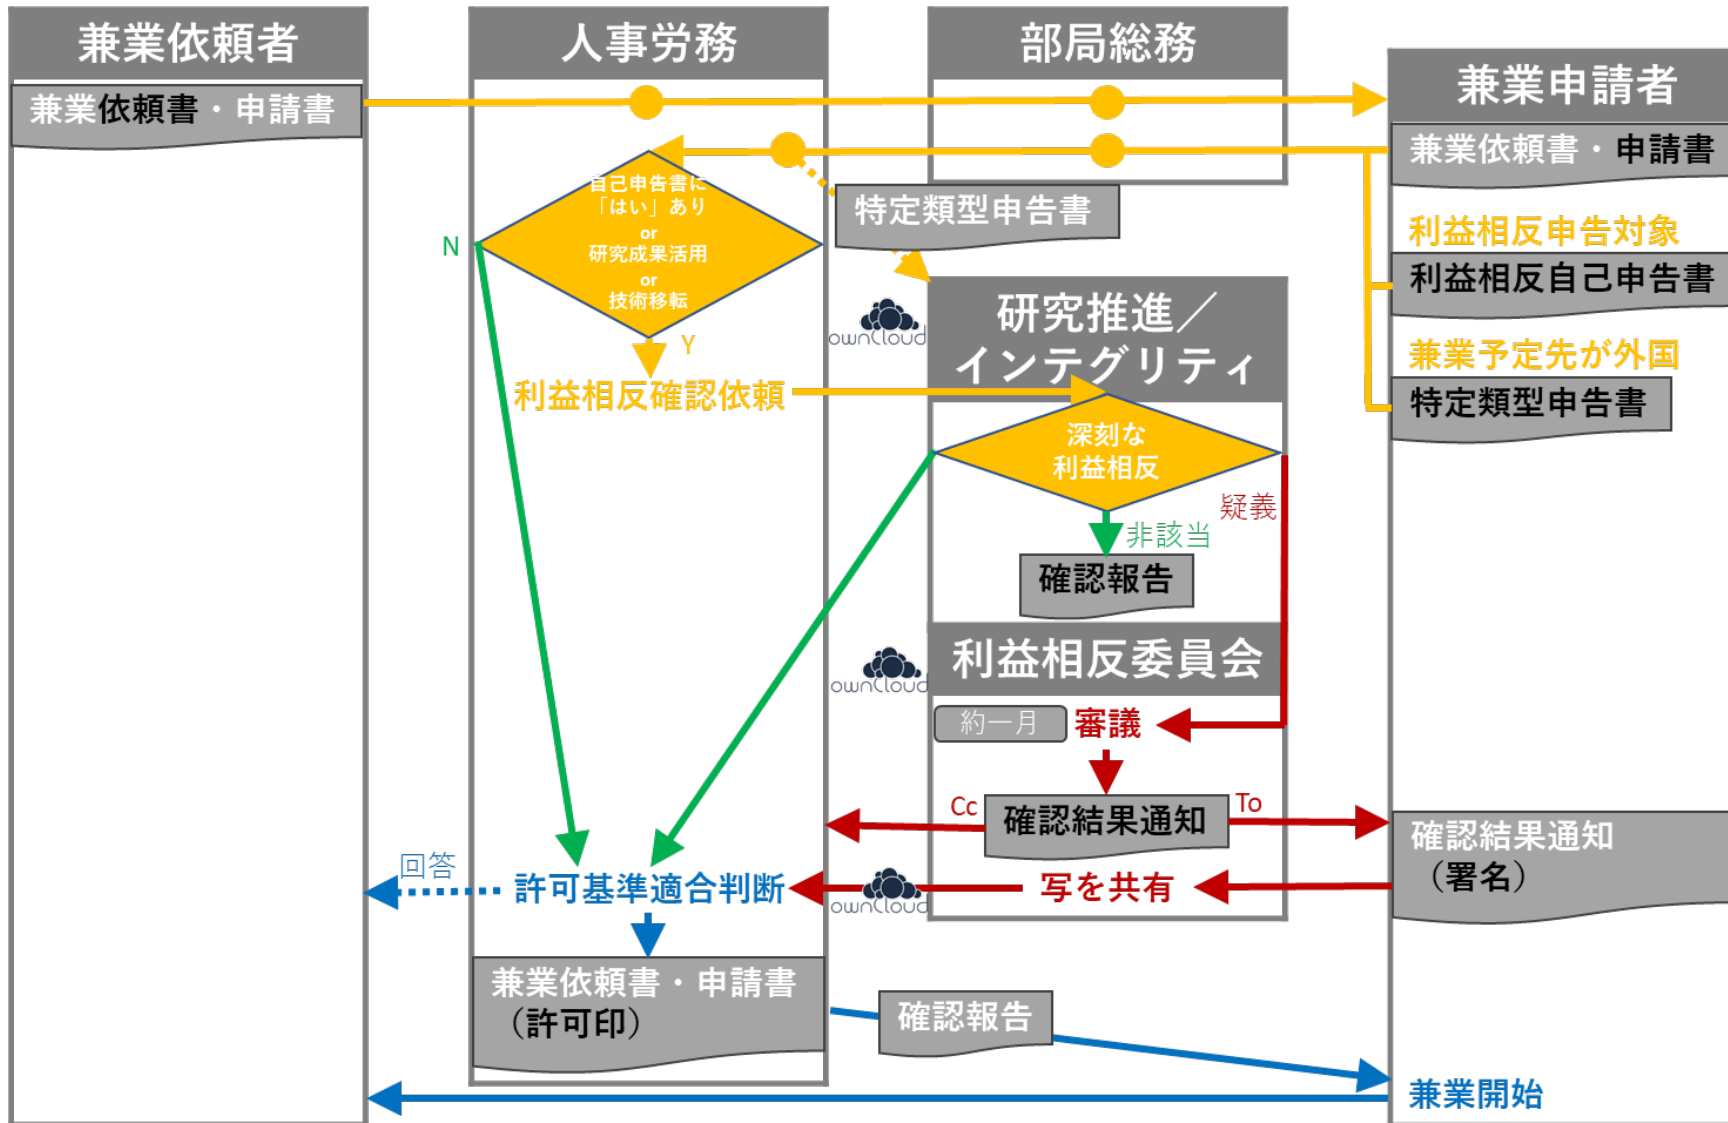 兼業依頼者
人事労務
部局総務
兼業申請者
兼業依頼書・申請書
兼業依頼書・申請書
自己申告書に
「はい」あり
or
研究成果活用
or
技術移転
N
Y
特定類型申告書
利益相反申告対象
利益相反自己申告書
兼業予定先が外国
特定類型申告書
ownCloud
研究推進／
インテグリティ
利益相反確認依頼
深刻な
利益相反
疑義
非該当
確認報告
ownCloud
利益相反委員会
約一月
審議
Cc
確認結果通知
To
確認結果通知
（署名）
回答
許可基準適合判断
ownCloud
写を共有
兼業依頼書・申請書
（許可印）
確認報告
兼業開始